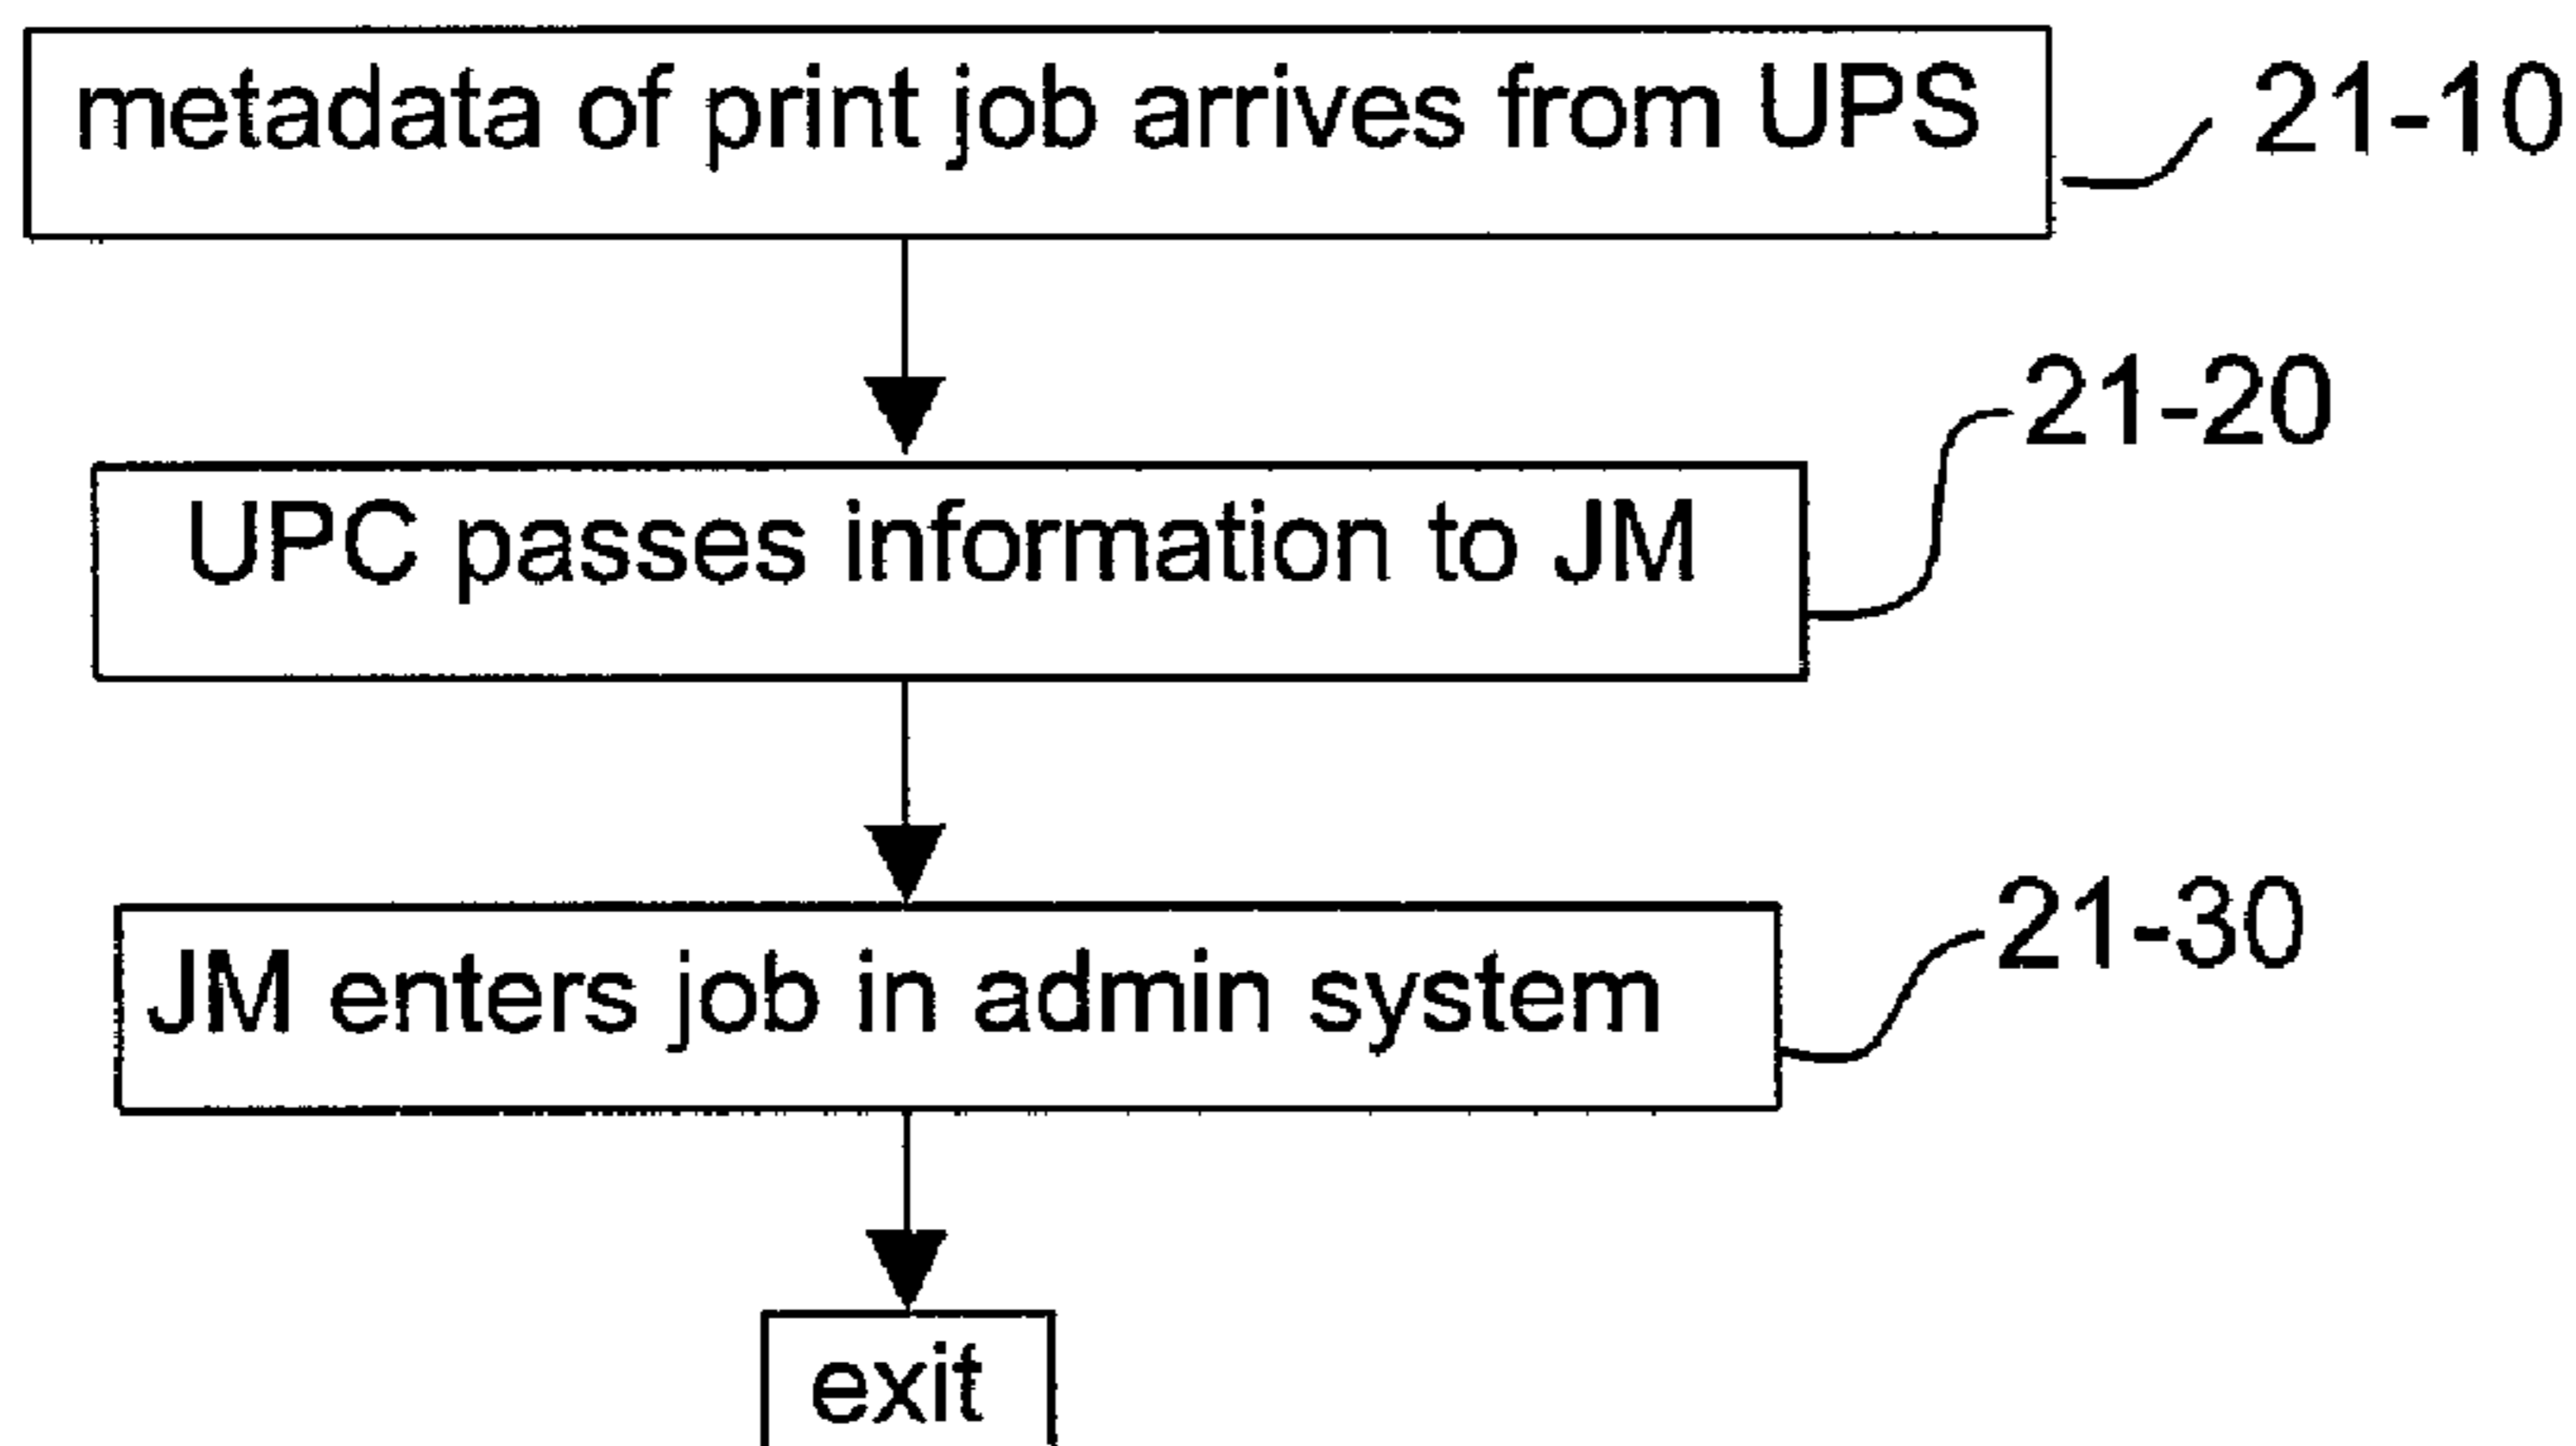 metadata of print job arrives from UPS
21-10
21-20
UPC passes information to JM
21-30
JM enters job in admin system
exit